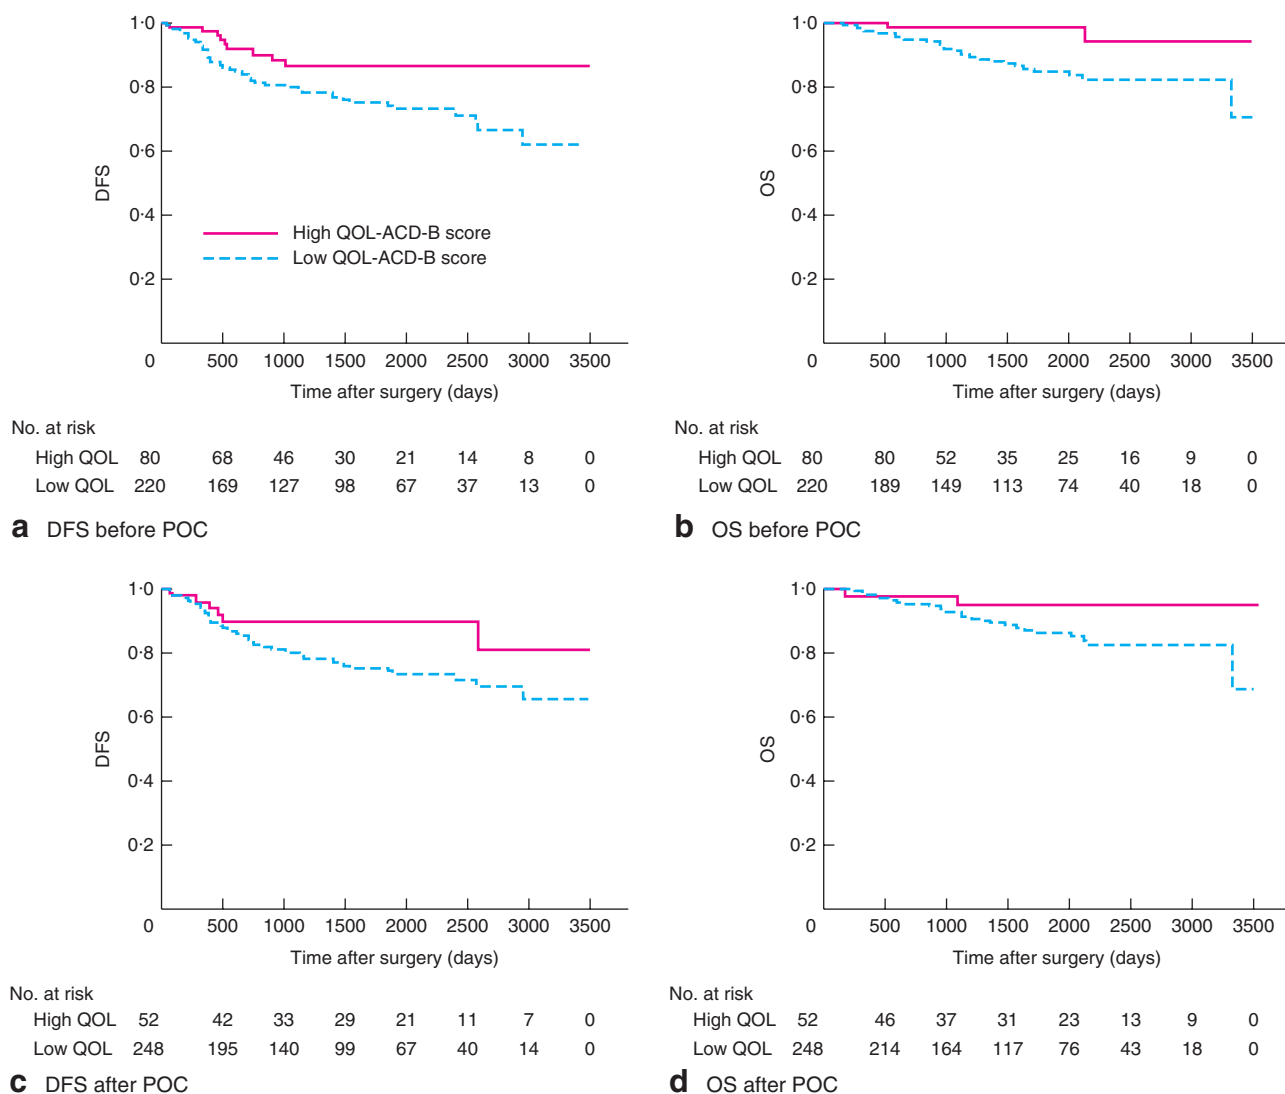 1·0
0·8
0·6
0·4
0·2
DFS
High QOL-ACD-B score
Low QOL-ACD-B score
0 500 1000 1500 2000 2500 3000 3500
Time after surgery (days)
No. at risk
High QOL 80 68 46 30 21 14 8 0
Low QOL 220 169 127 98 67 37 13 0
a DFS before POC
1·0
0·8
0·6
0·4
0·2
OS
0 500 1000 1500 2000 2500 3000 3500
Time after surgery (days)
No. at risk
High QOL 80 80 52 35 25 16 9 0
Low QOL 220 189 149 113 74 40 18 0
b OS before POC
1·0
0·8
0·6
0·4
0·2
DFS
0 500 1000 1500 2000 2500 3000 3500
Time after surgery (days)
No. at risk
High QOL 52 42 33 29 21 11 7 0
Low QOL 248 195 140 99 67 40 14 0
c DFS after POC
1·0
0·8
0·6
0·4
0·2
OS
0 500 1000 1500 2000 2500 3000 3500
Time after surgery (days)
No. at risk
High QOL 52 46 37 31 23 13 9 0
Low QOL 248 214 164 117 76 43 18 0
d OS after POC